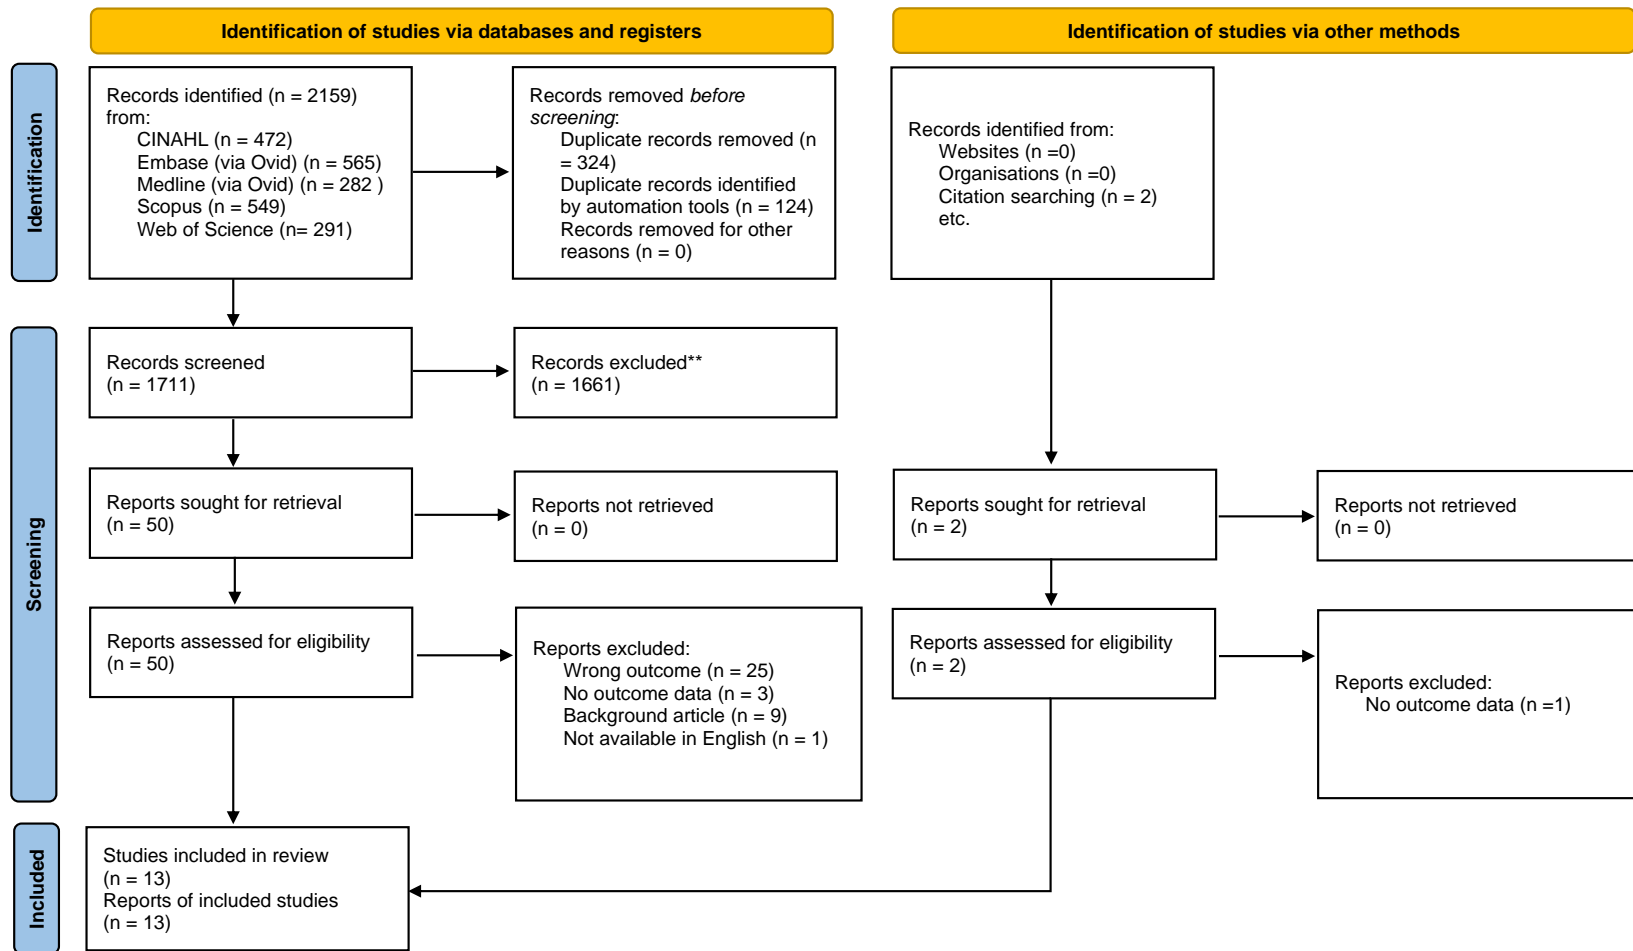 Identification of studies via databases and registers
Identification of studies via other methods
Identification
Records identified (n = 2159)
from:
CINAHL (n = 472)
Embase (via Ovid) (n = 565)
Medline (via Ovid) (n = 282 )
Scopus (n = 549)
Web of Science (n= 291)
Records removed before
screening:
Duplicate records removed (n
= 324)
Duplicate records identified
by automation tools (n = 124)
Records removed for other
reasons (n = 0)
Records identified from:
Websites (n =0)
Organisations (n =0)
Citation searching (n = 2)
etc.
Screening
Records screened
(n = 1711)
Records excluded**
(n = 1661)
Reports sought for retrieval
(n = 50)
Reports not retrieved
(n = 0)
Reports sought for retrieval
(n = 2)
Reports not retrieved
(n = 0)
Reports assessed for eligibility
(n = 50)
Reports excluded:
Wrong outcome (n = 25)
No outcome data (n = 3)
Background article (n = 9)
Not available in English (n = 1)
Reports assessed for eligibility
(n = 2)
Reports excluded:
No outcome data (n =1)
Included
Studies included in review
(n = 13)
Reports of included studies
(n = 13)